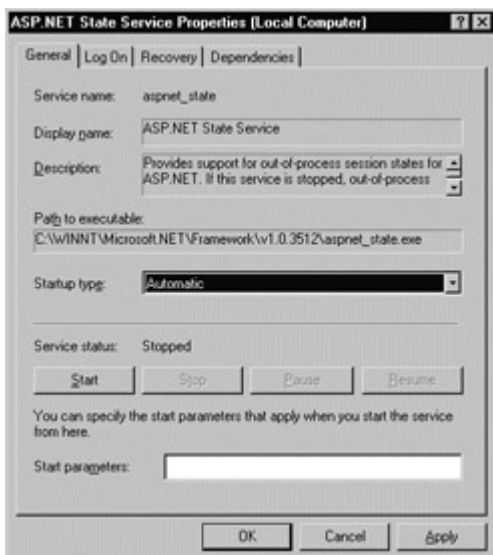 ASP.NET State Service Properties (Local Computer)
General Log On Recovery Dependencies
Service name: aspnet_state
Display name: ASP.NET State Service
Description: Provides support for out-of-process session states for
ASP.NET. If this service is stopped, out-of-process
Path to executable:
C:\WINNT\Microsoft.NET\Framework\v1.0.3512\aspnet_state.exe
Startup type: Automatic
Service status: Stopped
Start Stop Pause Resume
You can specify the start parameters that apply when you start the service
from here.
Start parameters:
OK Cancel Apply